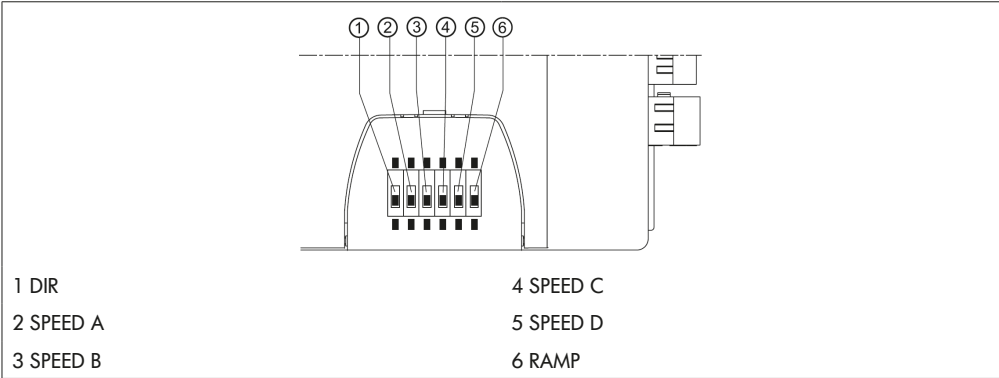 ① ② ③ ④ ⑤ ⑥
1 DIR
2 SPEED A
3 SPEED B
4 SPEED C
5 SPEED D
6 RAMP